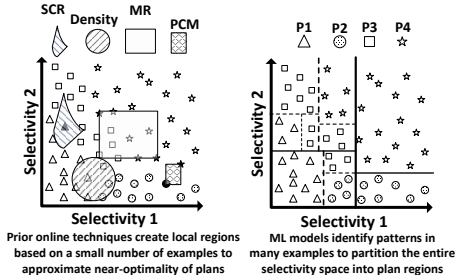 SCR
Density
MR
PCM
Selectivity 2
Selectivity 1
Prior online techniques create local regions
based on a small number of examples to
approximate near-optimality of plans
P1 P2 P3 P4
Selectivity 2
Selectivity 1
ML models identify patterns in
many examples to partition the entire
selectivity space into plan regions